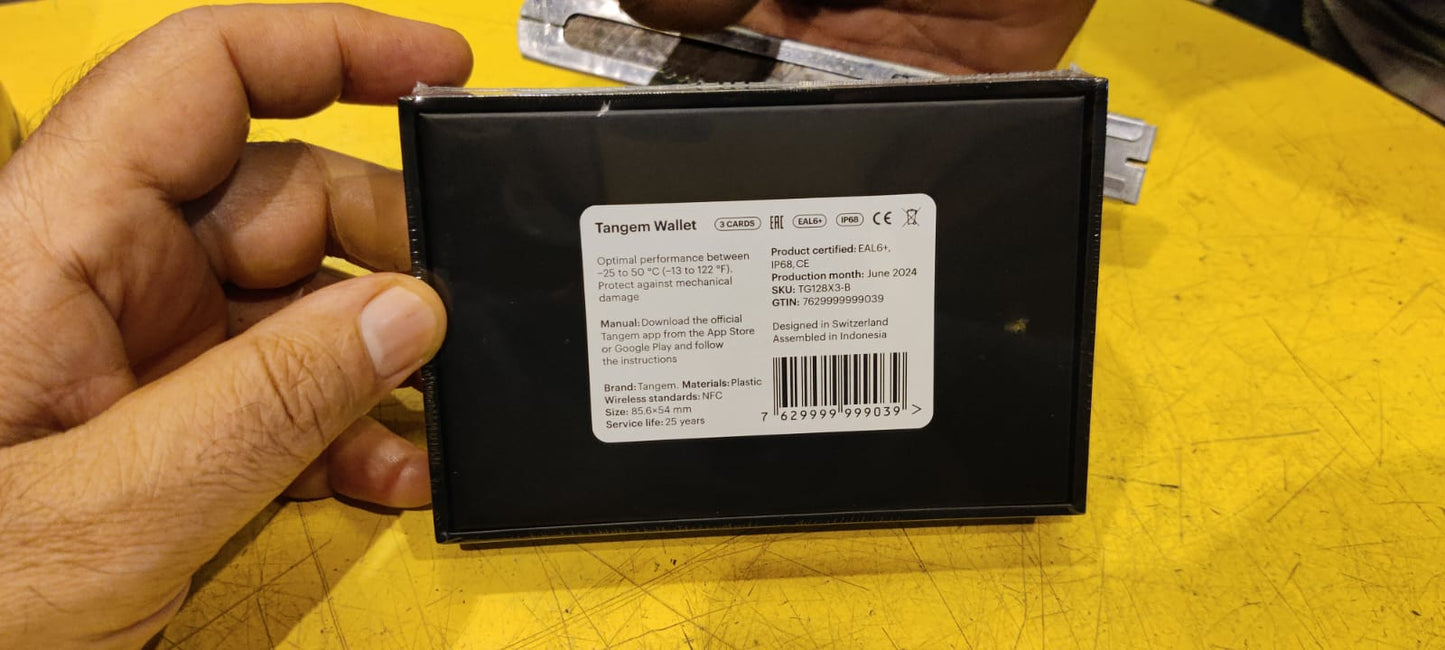 Tangem Wallet 3 CARDS EAC EAL6+ IP68 CE
Optimal performance between
−25 to 50 °C (−13 to 122 °F).
Protect against mechanical
damage
Manual: Download the official
Tangem app from the App Store
or Google Play and follow
the instructions
Brand: Tangem. Materials: Plastic
Wireless standards: NFC
Size: 85,6×54 mm
Service life: 25 years
Product certified: EAL6+,
IP68, CE
Production month: June 2024
SKU: TG128X3-B
GTIN: 7629999999039
Designed in Switzerland
Assembled in Indonesia
7 629999 999039 >